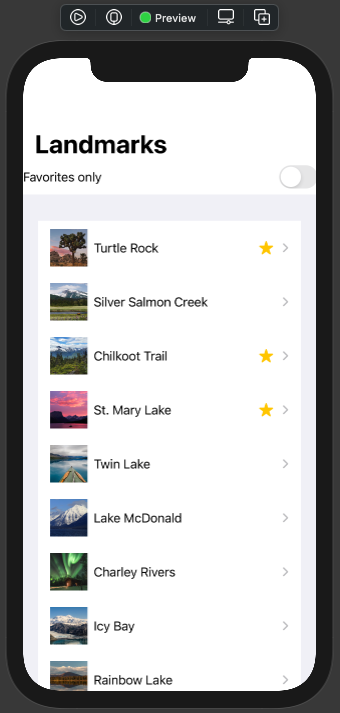 Preview
Landmarks
Favorites only
Turtle Rock
Silver Salmon Creek
Chilkoot Trail
St. Mary Lake
Twin Lake
Lake McDonald
Charley Rivers
Icy Bay
Rainbow Lake